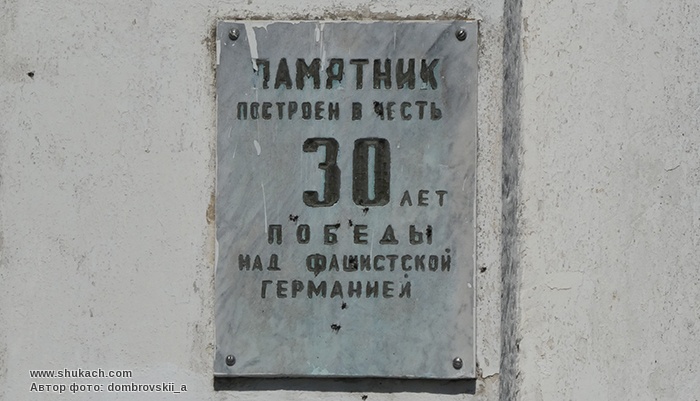 ПАМЯТНИК
ПОСТРОЕН В ЧЕСТЬ
30 ЛЕТ
ПОБЕДЫ
НАД ФАШИСТСКОЙ
ГЕРМАНИЕЙ
www.shukach.com
Автор фото: dombrovskii_a